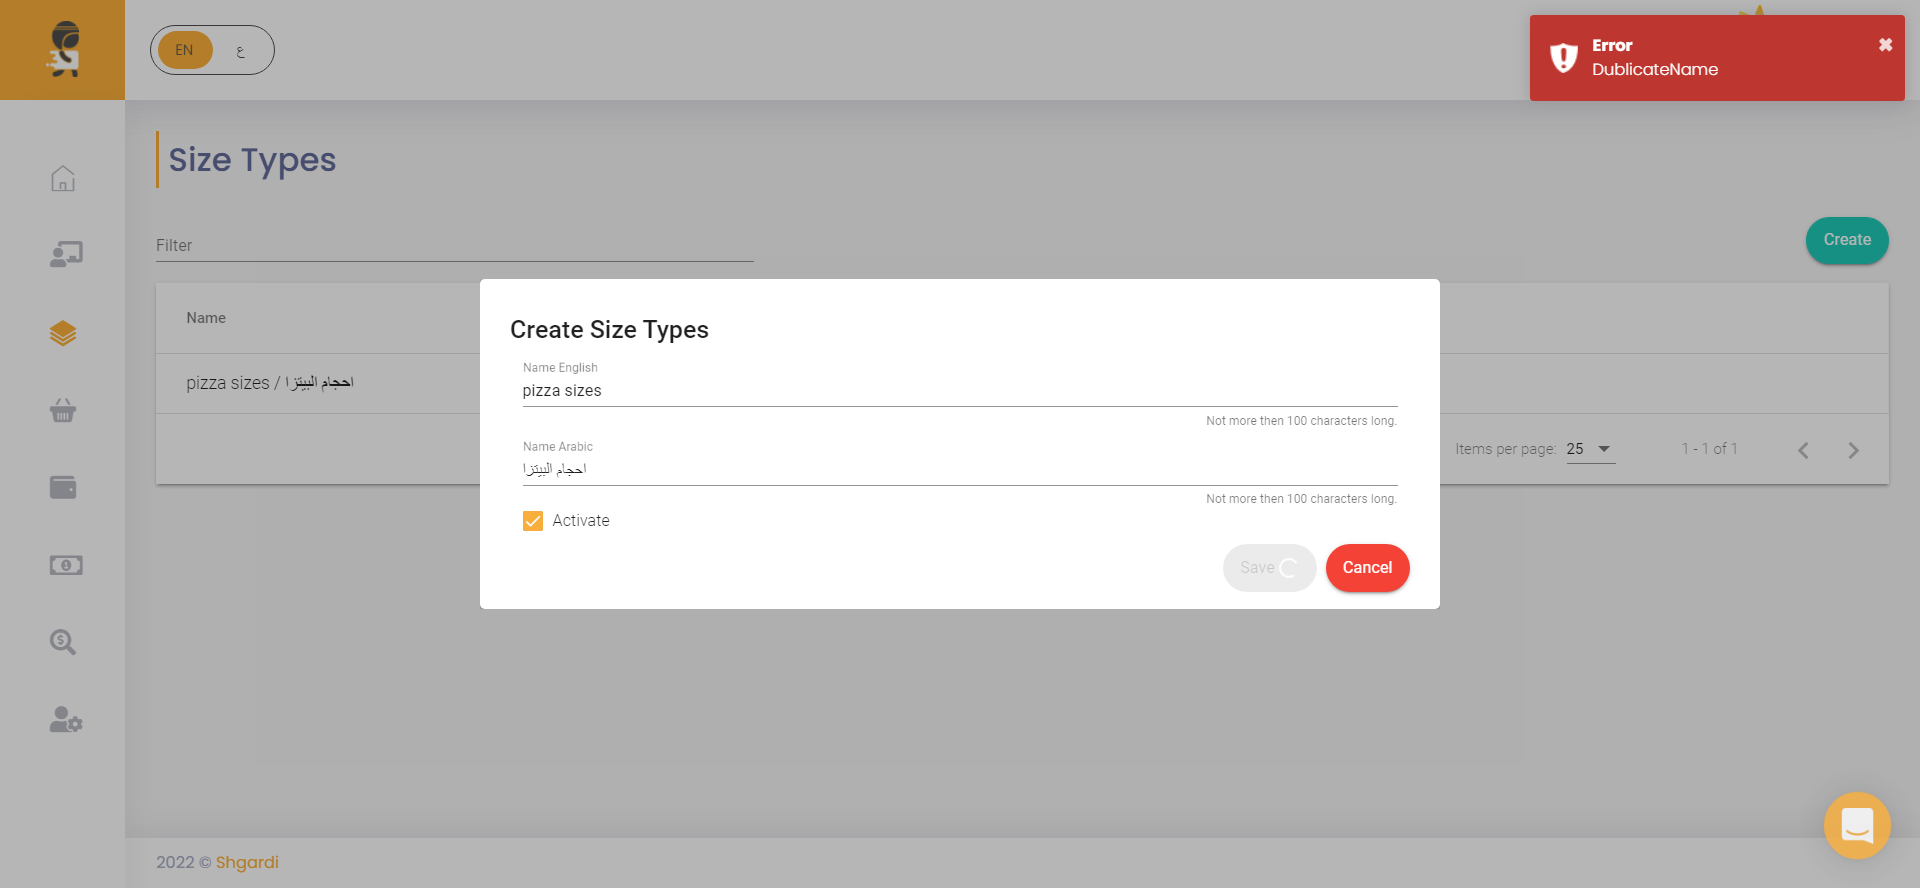 EN
ع
Error
DublicateName
Size Types
Filter
Create
Name
pizza sizes / احجام البيتزا
Create Size Types
Name English
pizza sizes
Not more then 100 characters long.
Name Arabic
احجام البيتزا
Not more then 100 characters long.
Activate
Save
Cancel
Items per page: 25
1 - 1 of 1
2022 © Shgardi